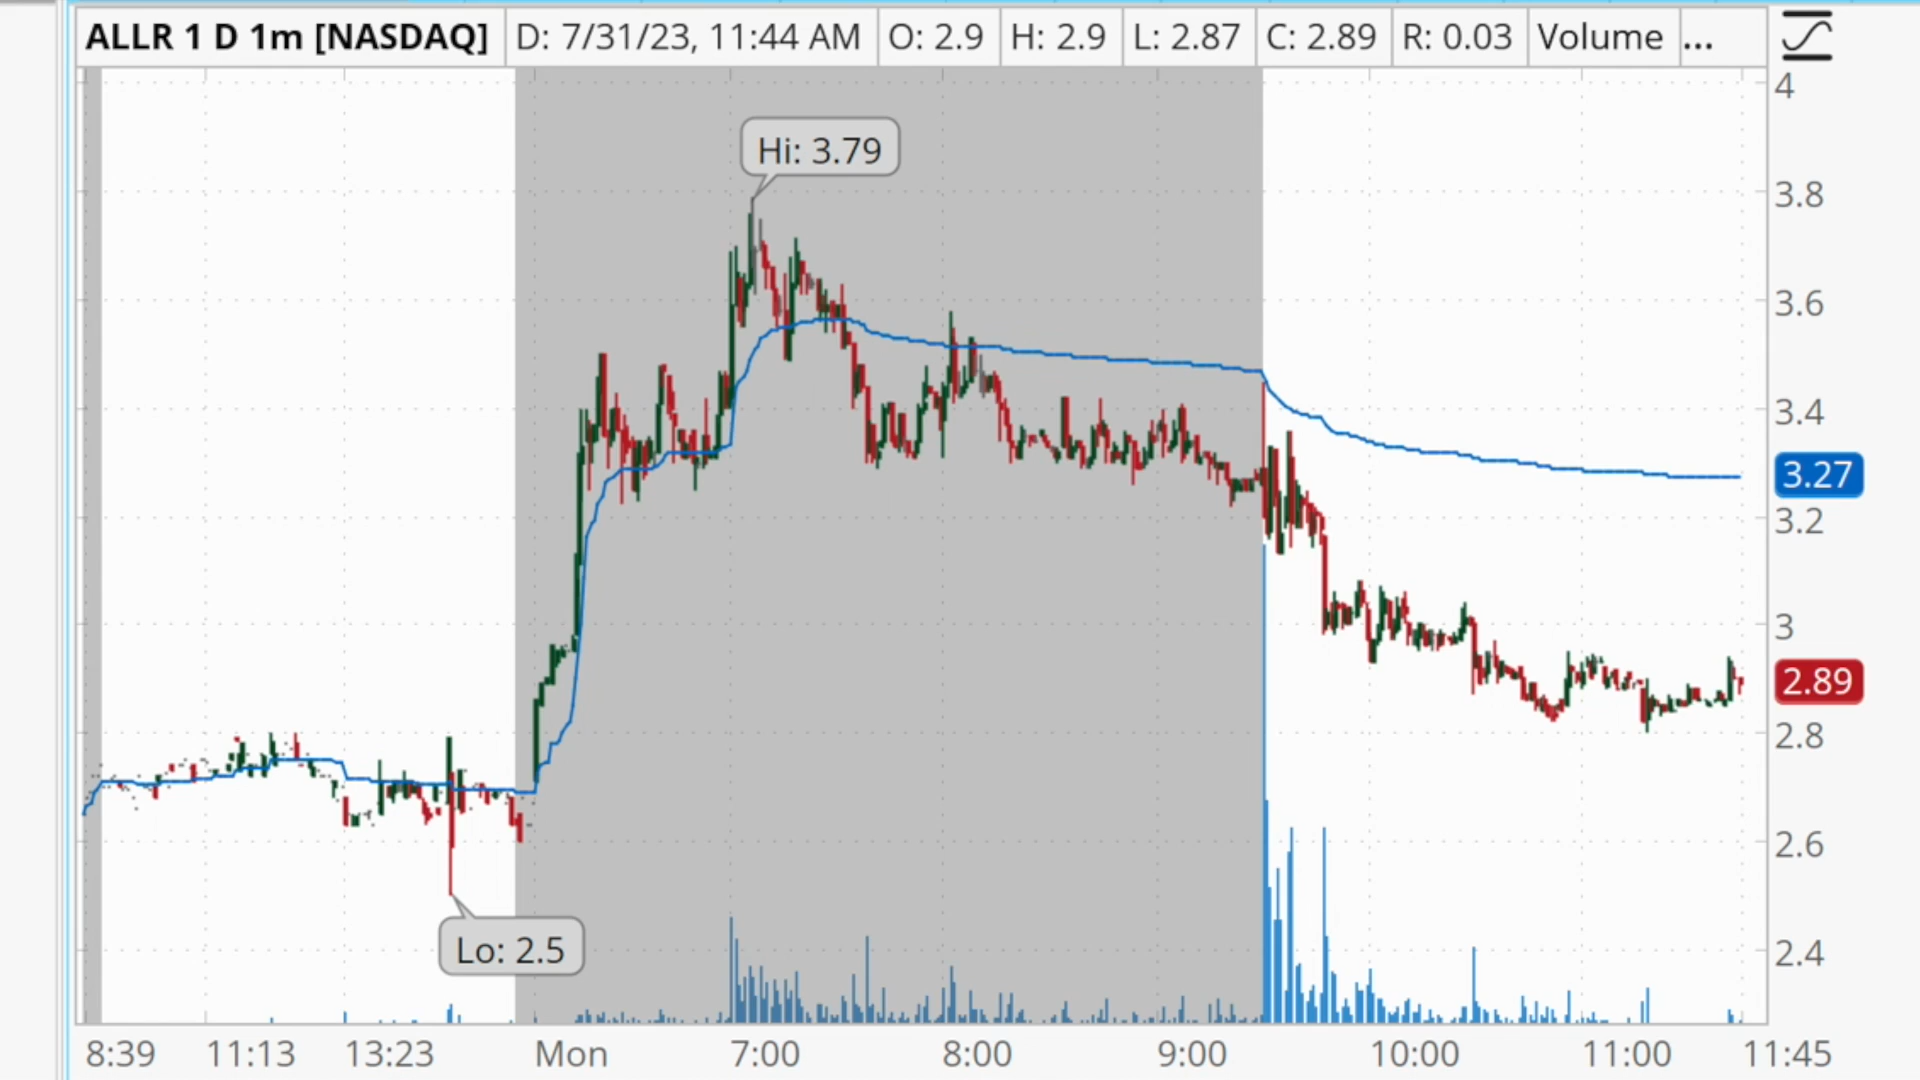 ALLR 1 D 1m [NASDAQ] D: 7/31/23, 11:44 AM O: 2.9 H: 2.9 L: 2.87 C: 2.89 R: 0.03 Volume ...
4
Hi: 3.79
3.8
3.6
3.4
3.27
3.2
3
2.89
2.8
2.6
Lo: 2.5
2.4
8:39 11:13 13:23 Mon 7:00 8:00 9:00 10:00 11:00 11:45